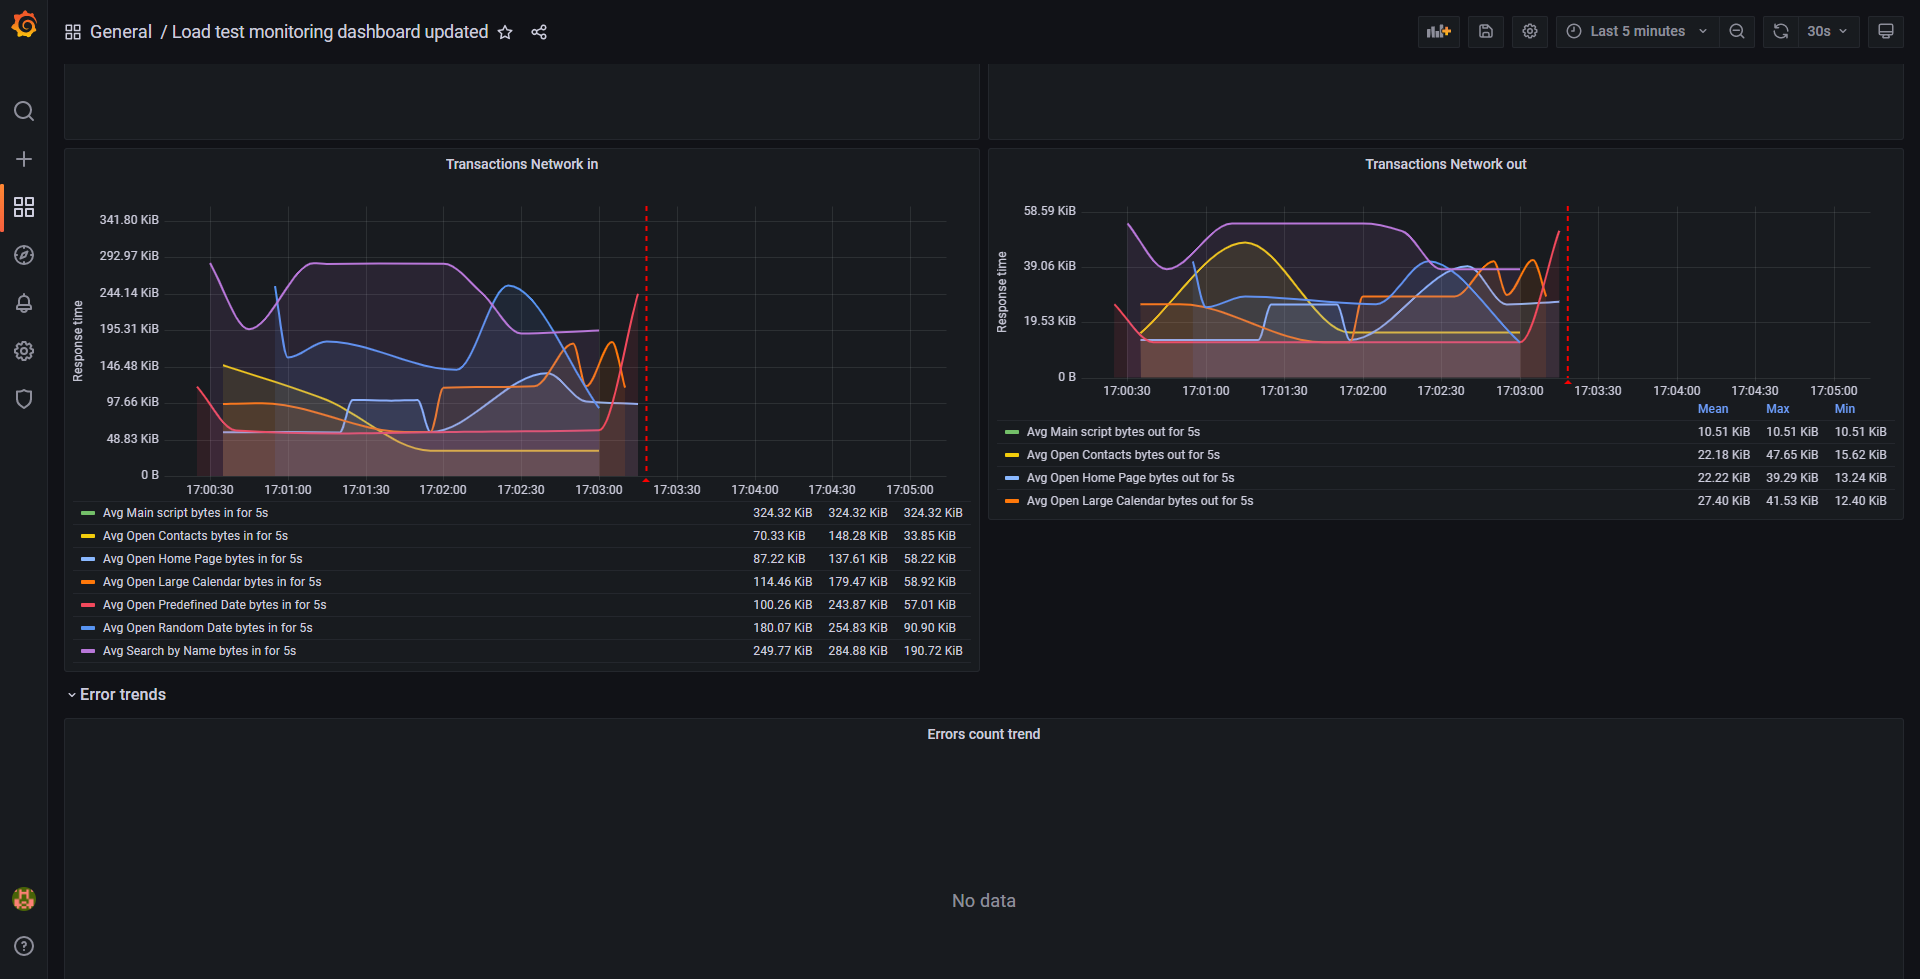 General / Load test monitoring dashboard updated
Last 5 minutes
30s
Transactions Network in
Response time
341.80 KiB
292.97 KiB
244.14 KiB
195.31 KiB
146.48 KiB
97.66 KiB
48.83 KiB
0 B
17:00:30 17:01:00 17:01:30 17:02:00 17:02:30 17:03:00 17:03:30 17:04:00 17:04:30 17:05:00
Avg Main script bytes in for 5s 324.32 KiB 324.32 KiB 324.32 KiB
Avg Open Contacts bytes in for 5s 70.33 KiB 148.28 KiB 33.85 KiB
Avg Open Home Page bytes in for 5s 87.22 KiB 137.61 KiB 58.22 KiB
Avg Open Large Calendar bytes in for 5s 114.46 KiB 179.47 KiB 58.92 KiB
Avg Open Predefined Date bytes in for 5s 100.26 KiB 243.87 KiB 57.01 KiB
Avg Open Random Date bytes in for 5s 180.07 KiB 254.83 KiB 90.90 KiB
Avg Search by Name bytes in for 5s 249.77 KiB 284.88 KiB 190.72 KiB
Transactions Network out
Response time
58.59 KiB
39.06 KiB
19.53 KiB
0 B
17:00:30 17:01:00 17:01:30 17:02:00 17:02:30 17:03:00 17:03:30 17:04:00 17:04:30 17:05:00
Mean Max Min
Avg Main script bytes out for 5s 10.51 KiB 10.51 KiB 10.51 KiB
Avg Open Contacts bytes out for 5s 22.18 KiB 47.65 KiB 15.62 KiB
Avg Open Home Page bytes out for 5s 22.22 KiB 39.29 KiB 13.24 KiB
Avg Open Large Calendar bytes out for 5s 27.40 KiB 41.53 KiB 12.40 KiB
Error trends
Errors count trend
No data